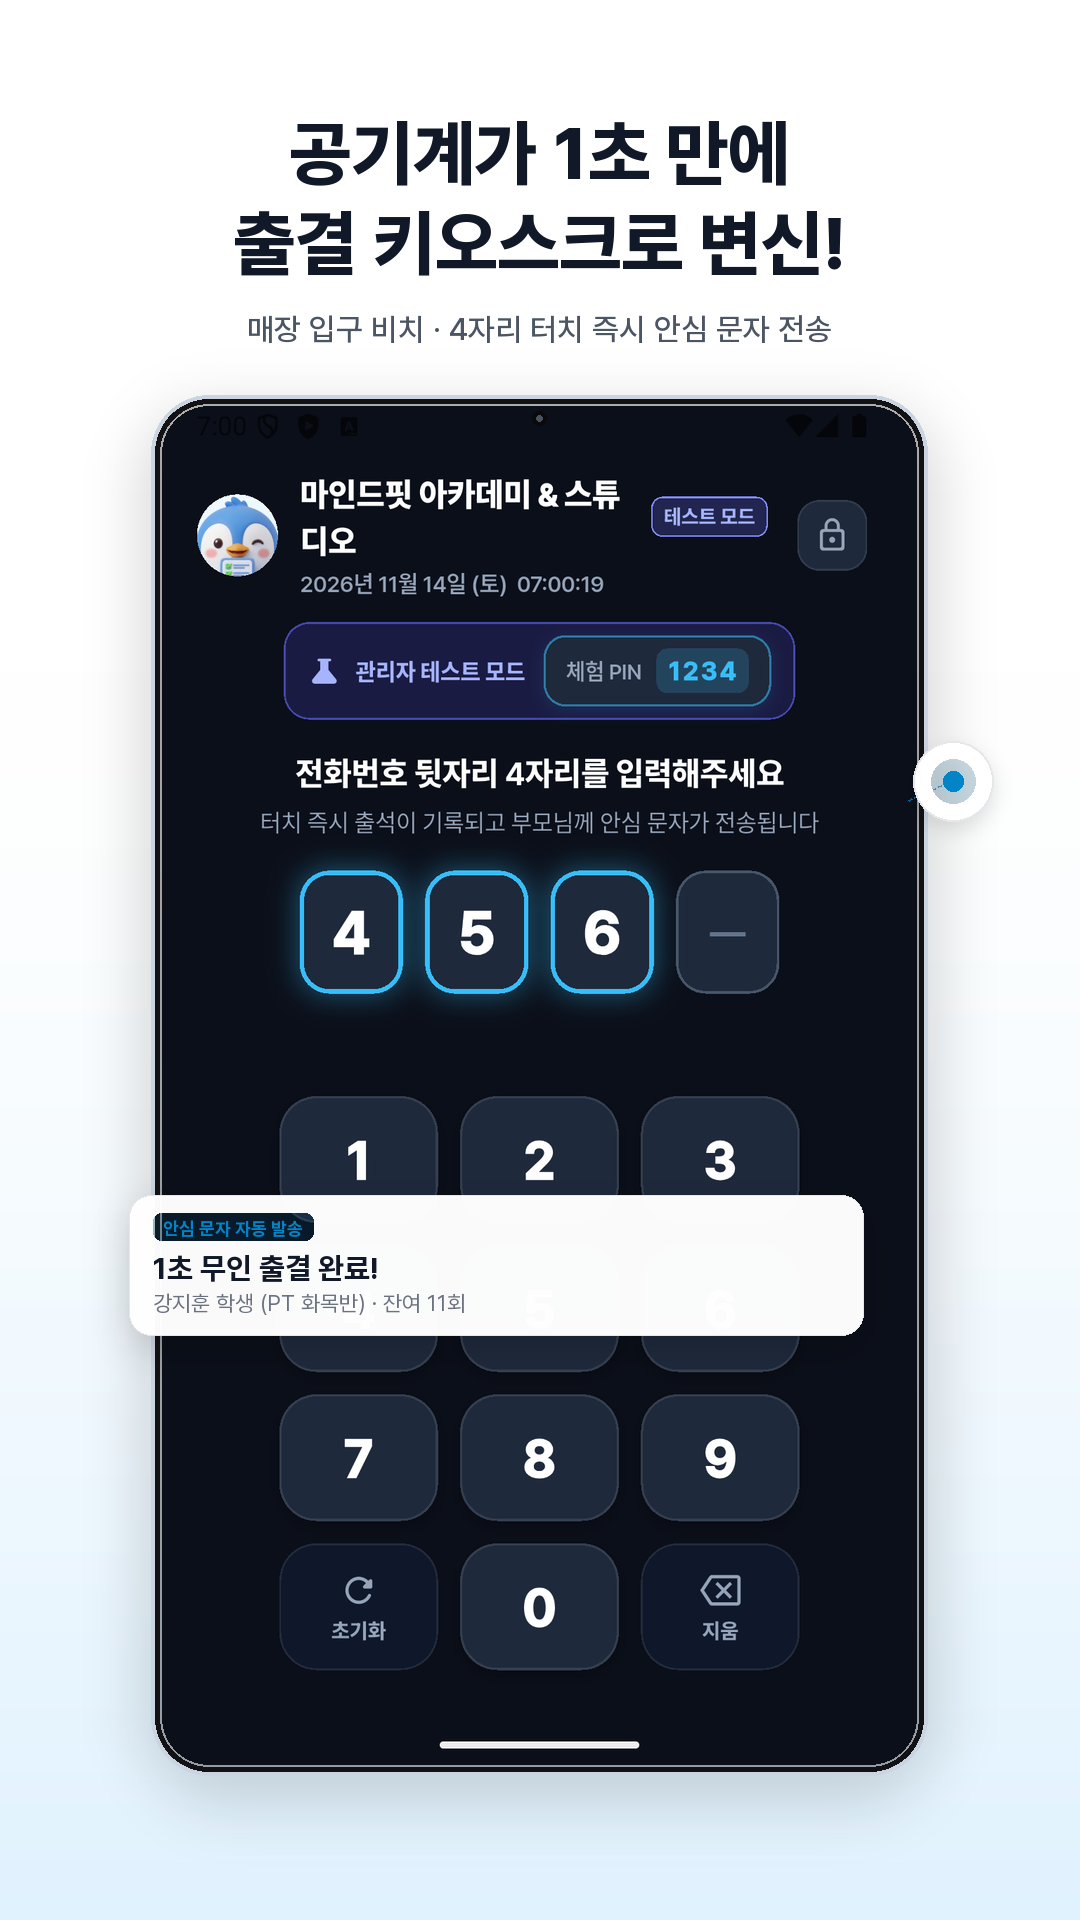 공기계가 1초 만에
출결 키오스크로 변신!
매장 입구 비치 · 4자리 터치 즉시 안심 문자 전송
7:00
마인드핏 아카데미 & 스튜
디오
테스트 모드
2026년 11월 14일 (토) 07:00:19
관리자 테스트 모드 체험 PIN 1234
전화번호 뒷자리 4자리를 입력해주세요
터치 즉시 출석이 기록되고 부모님께 안심 문자가 전송됩니다
4 5 6 —
1 2 3
안심 문자 자동 발송
1초 무인 출결 완료!
강지훈 학생 (PT 화목반) · 잔여 11회
4 5 6
7 8 9
초기화 0 지움